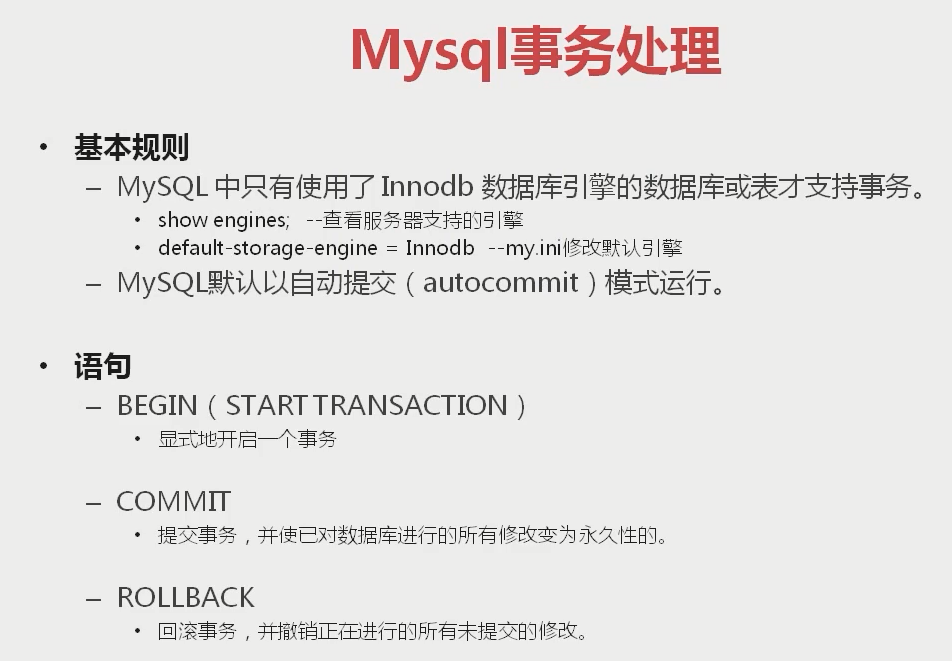 Mysql事务处理
• 基本规则
– MySQL 中只有使用了 Innodb 数据库引擎的数据库或表才支持事务。
• show engines;  --查看服务器支持的引擎
• default-storage-engine = Innodb  --my.ini修改默认引擎
– MySQL默认以自动提交（autocommit）模式运行。
• 语句
– BEGIN（START TRANSACTION）
• 显式地开启一个事务
– COMMIT
• 提交事务，并使已对数据库进行的所有修改变为永久性的。
– ROLLBACK
• 回滚事务，并撤销正在进行的所有未提交的修改。